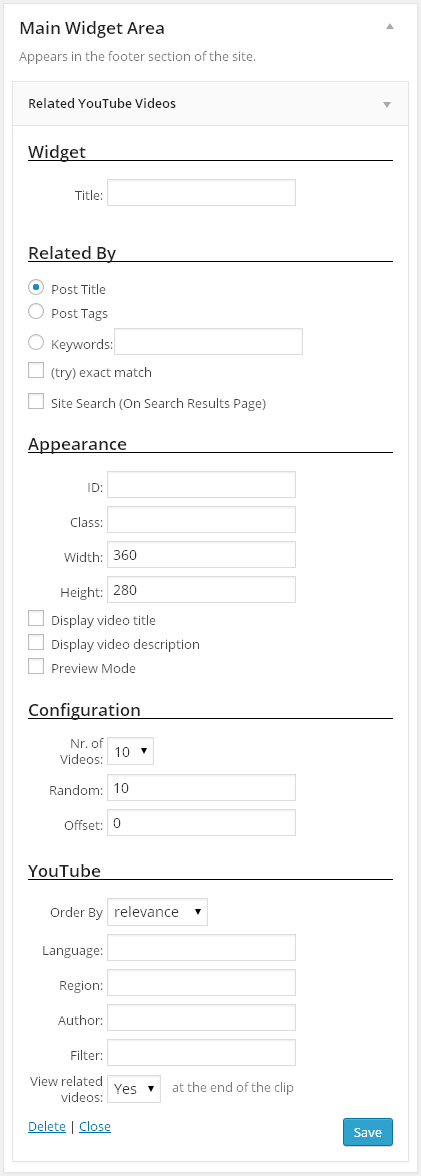 Main Widget Area
Appears in the footer section of the site.
Related YouTube Videos
Widget
Title:
Related By
Post Title
Post Tags
Keywords:
(try) exact match
Site Search (On Search Results Page)
Appearance
ID:
Class:
Width: 360
Height: 280
Display video title
Display video description
Preview Mode
Configuration
Nr. of
Videos: 10
Random: 10
Offset: 0
YouTube
Order By relevance
Language:
Region:
Author:
Filter:
View related
videos: Yes at the end of the clip
Delete | Close Save